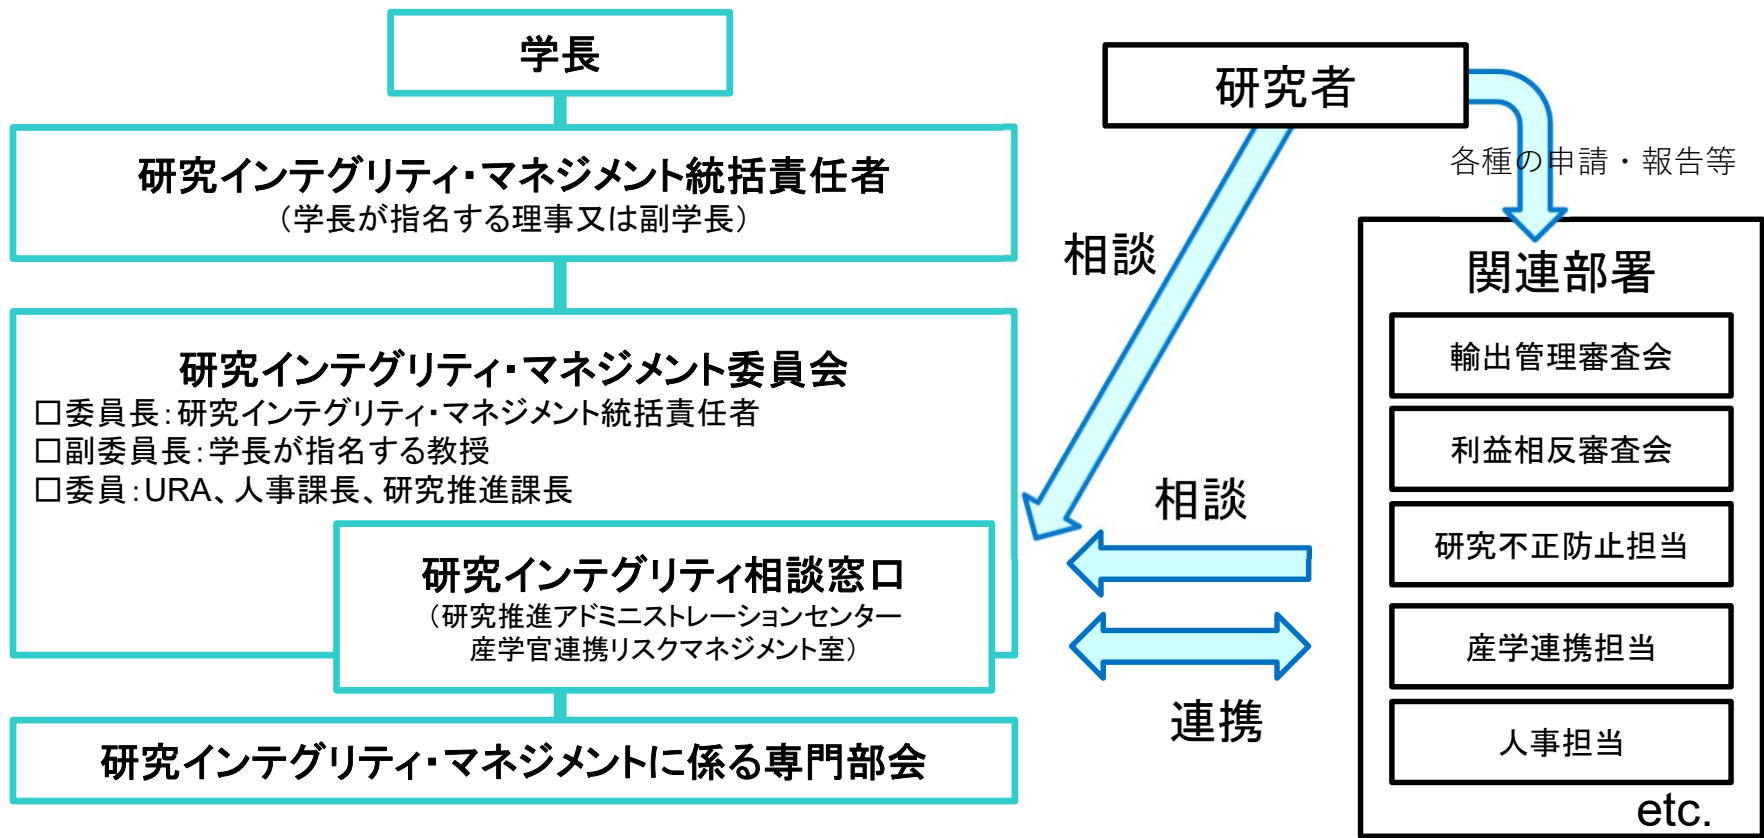 学長
研究インテグリティ・マネジメント統括責任者
（学長が指名する理事又は副学長）
研究インテグリティ・マネジメント委員会
□委員長：研究インテグリティ・マネジメント統括責任者
□副委員長：学長が指名する教授
□委員：URA、人事課長、研究推進課長
研究インテグリティ相談窓口
（研究推進アドミニストレーションセンター
産学官連携リスクマネジメント室）
研究インテグリティ・マネジメントに係る専門部会
研究者
各種の申請・報告等
相談
相談
連携
関連部署
輸出管理審査会
利益相反審査会
研究不正防止担当
産学連携担当
人事担当
etc.